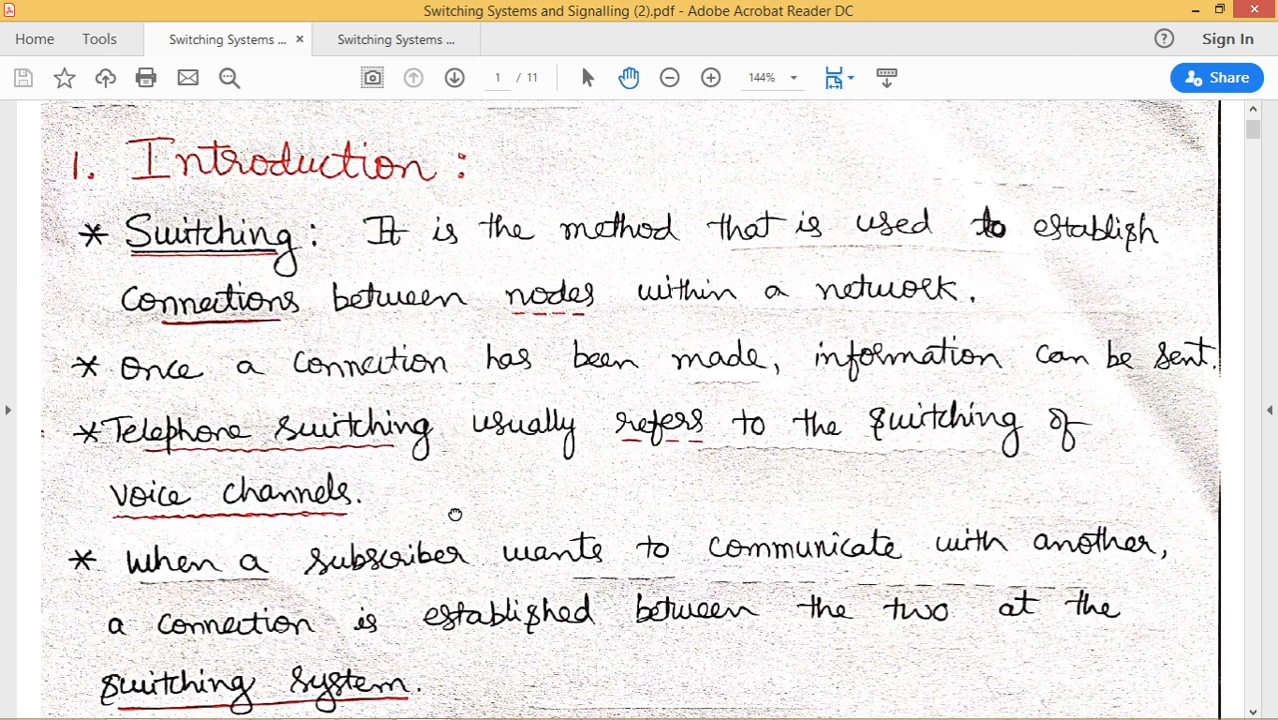 Switching Systems and Signalling (2).pdf - Adobe Acrobat Reader DC
Home Tools Switching Systems ... × Switching Systems ... Sign In
1 / 11 144% Share
1. Introduction :
* Switching : It is the method that is used to establish
connections between nodes within a network.
* Once a connection has been made, information can be sent.
* Telephone switching usually refers to the switching of
voice channels.
* When a subscriber wants to communicate with another,
a connection is established between the two at the
switching system.